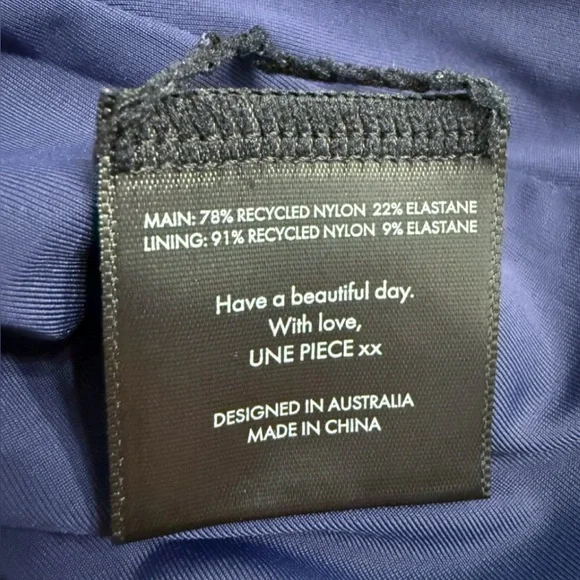 MAIN: 78% RECYCLED NYLON 22% ELASTANE
LINING: 91% RECYCLED NYLON 9% ELASTANE
Have a beautiful day.
With love,
UNE PIECE xx
DESIGNED IN AUSTRALIA
MADE IN CHINA